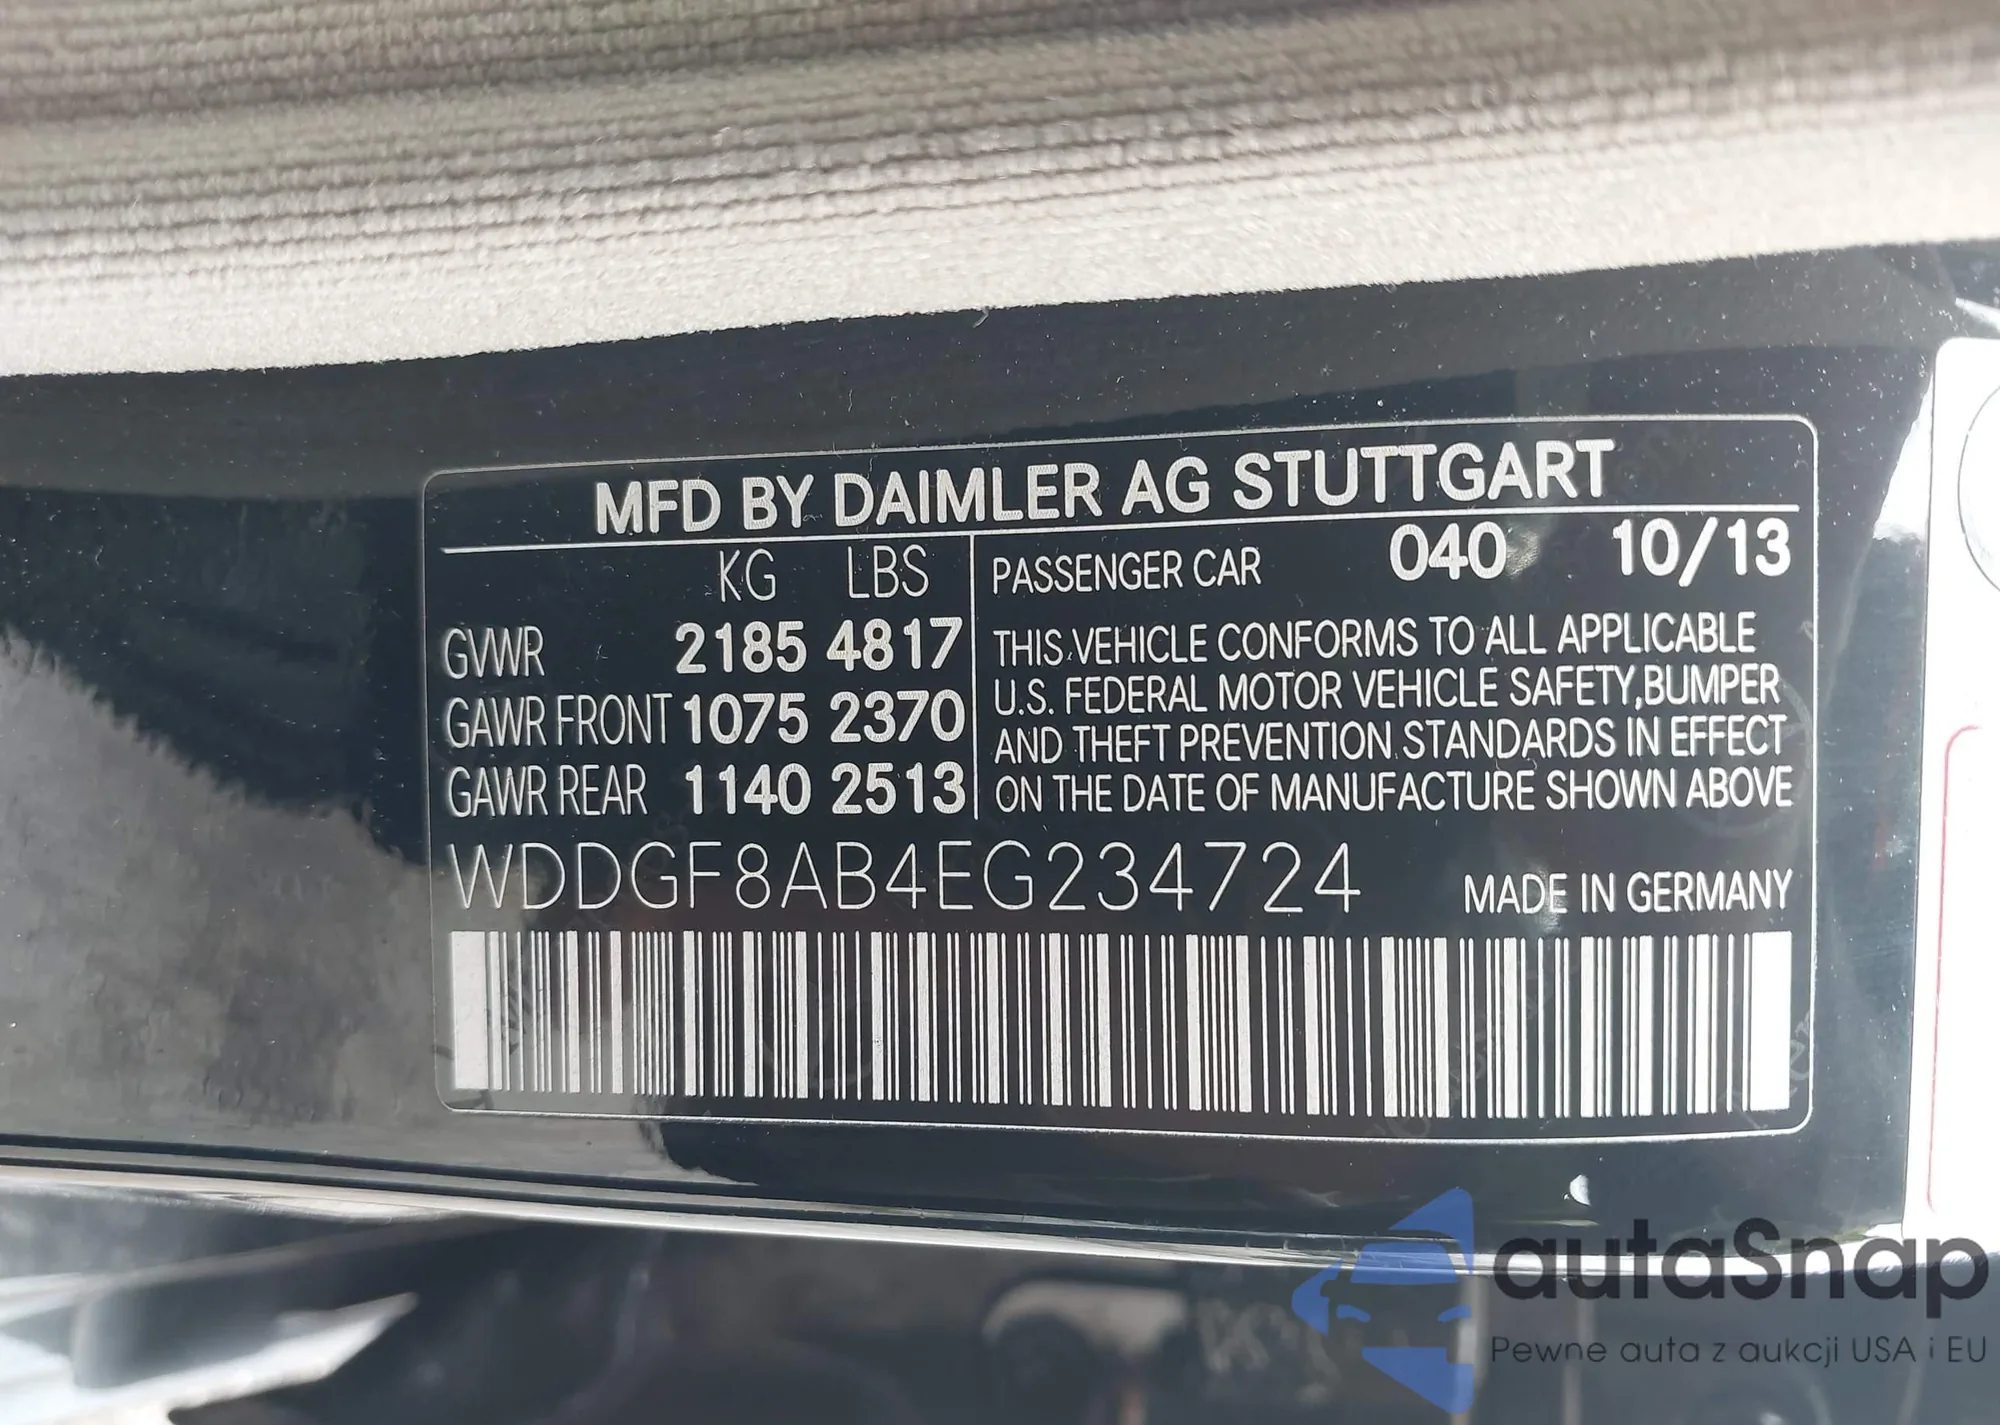 MFD BY DAIMLER AG STUTTGART
KG LBS
GVWR 2185 4817
GAWR FRONT 1075 2370
GAWR REAR 1140 2513
PASSENGER CAR 040 10/13
THIS VEHICLE CONFORMS TO ALL APPLICABLE
U.S. FEDERAL MOTOR VEHICLE SAFETY,BUMPER
AND THEFT PREVENTION STANDARDS IN EFFECT
ON THE DATE OF MANUFACTURE SHOWN ABOVE
WDDGF8AB4EG234724 MADE IN GERMANY
autaSnap
Pewne auta z aukcji USA i EU